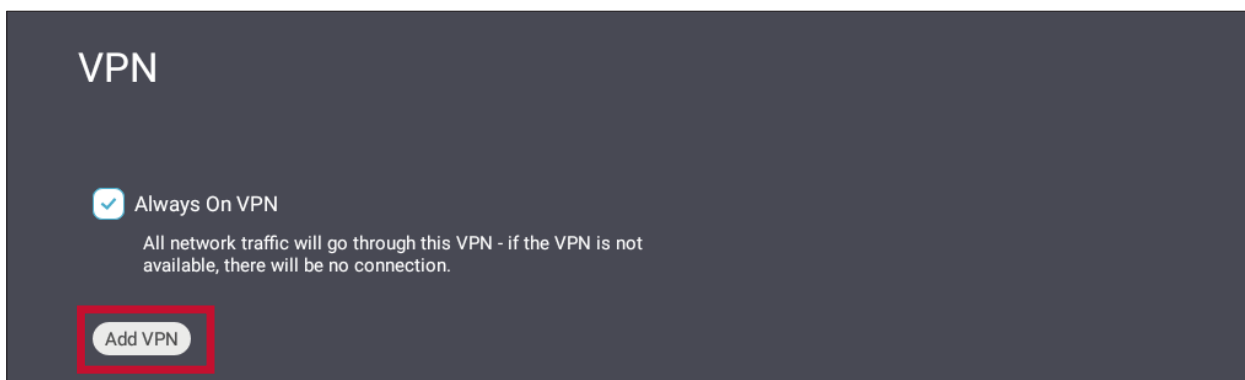 VPN
Always On VPN
All network traffic will go through this VPN - if the VPN is not
available, there will be no connection.
Add VPN